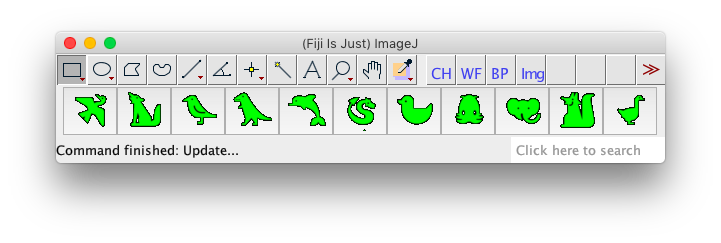 (Fiji Is Just) ImageJ
A CH WF BP Img >>
Command finished: Update...
Click here to search